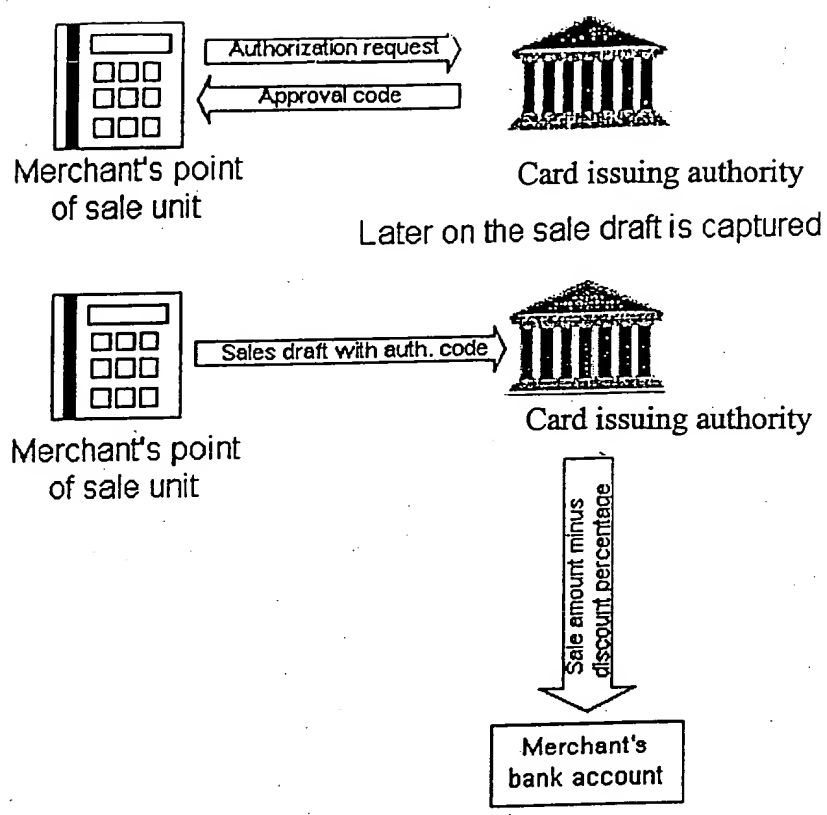 Authorization request
Approval code
Merchant's point
of sale unit
Card issuing authority
Later on the sale draft is captured
Sales draft with auth. code
Merchant's point
of sale unit
Card issuing authority
Sale amount minus
discount percentage
Merchant's
bank account